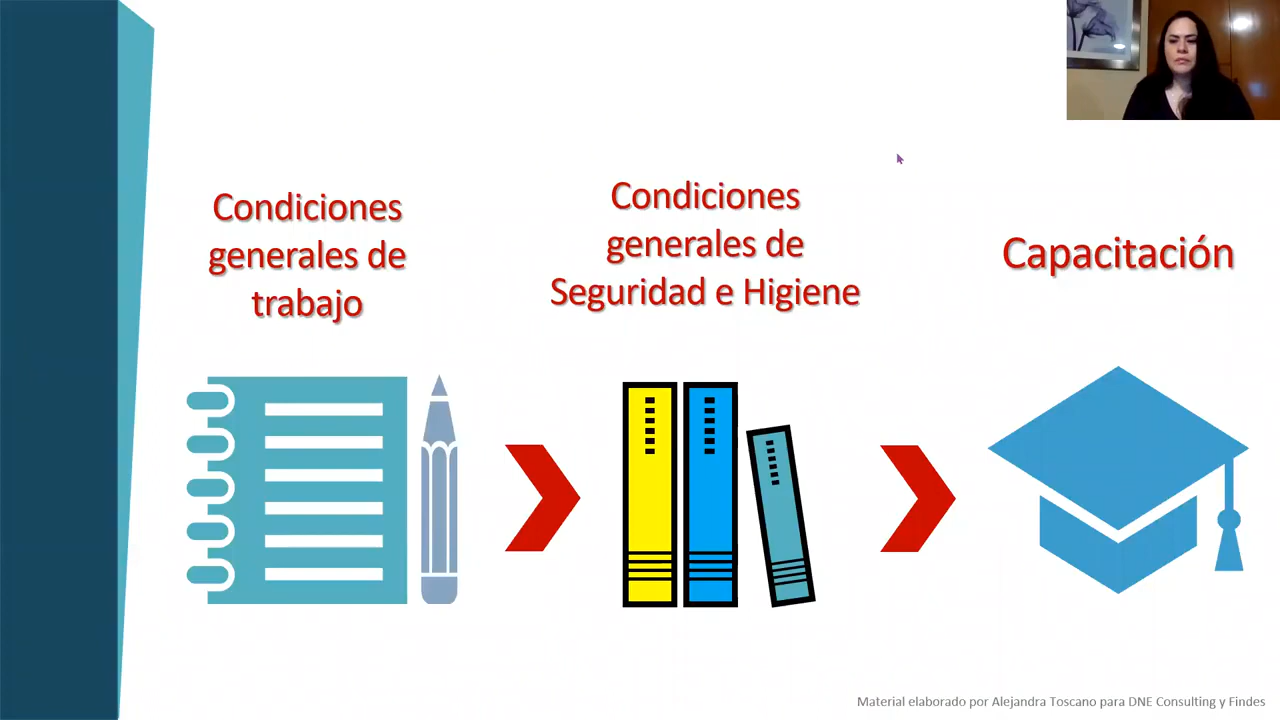 Condiciones
generales de
trabajo
Condiciones
generales de
Seguridad e Higiene
Capacitación
Material elaborado por Alejandra Toscano para DNE Consulting y Findes